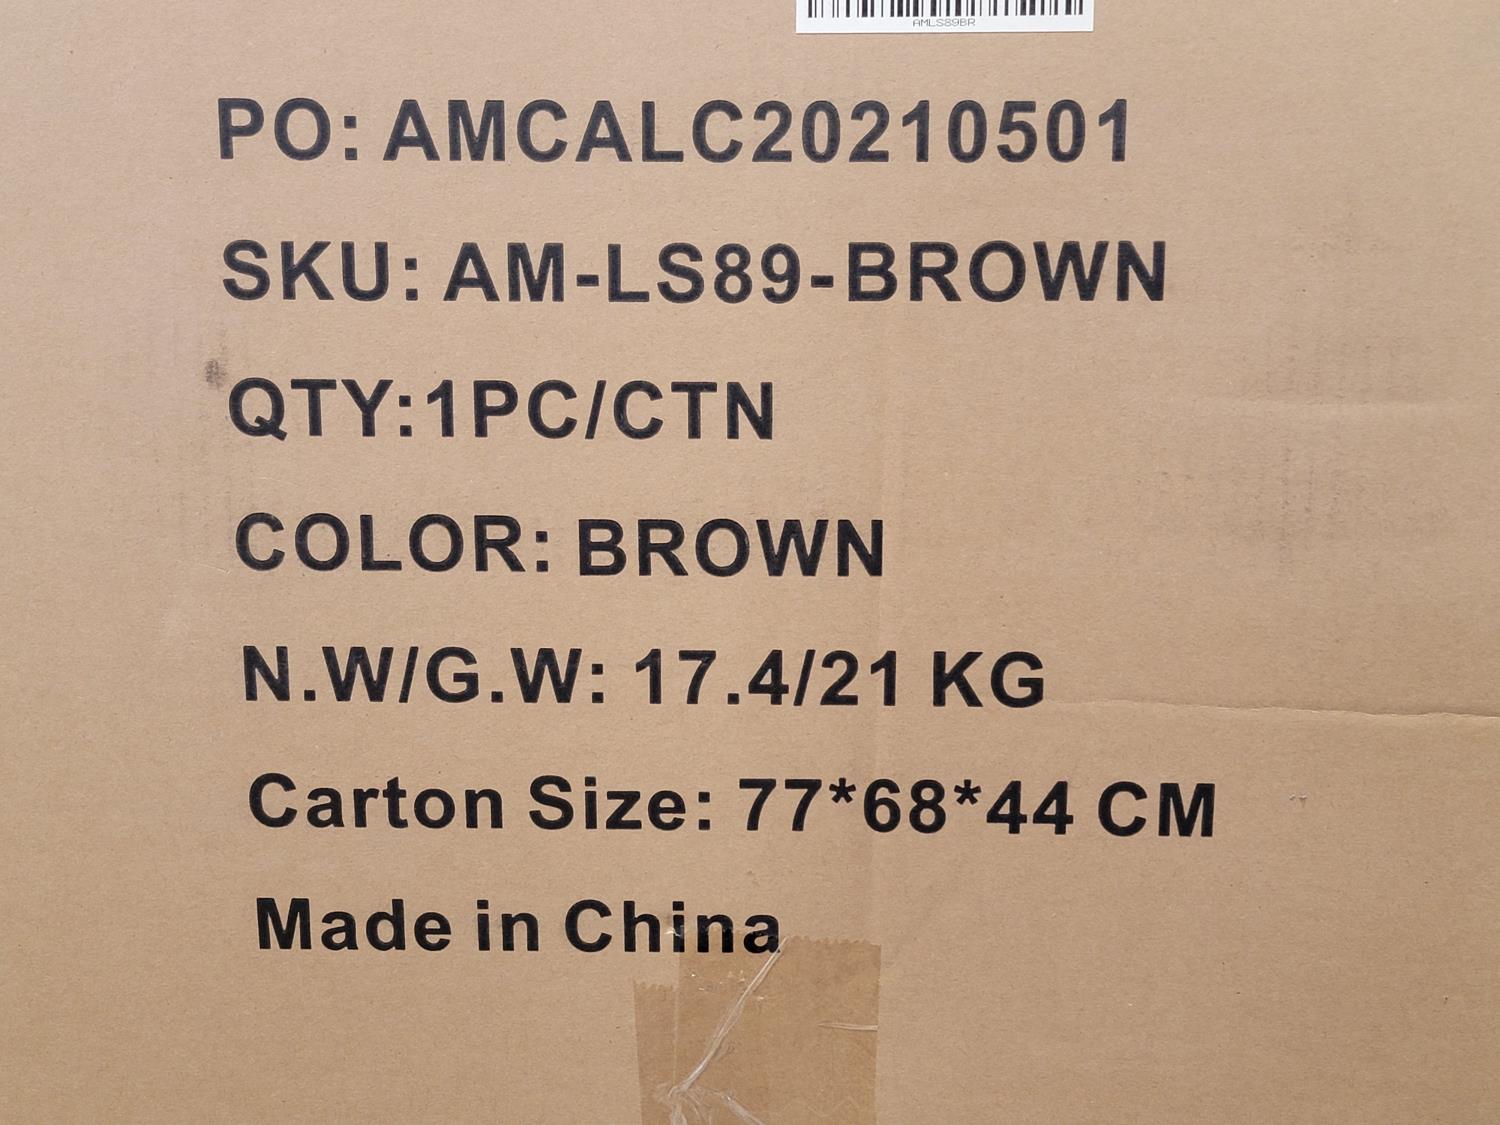 AMLS89BR
PO: AMCALC20210501
SKU: AM-LS89-BROWN
QTY:1PC/CTN
COLOR: BROWN
N.W/G.W: 17.4/21 KG
Carton Size: 77*68*44 CM
Made in China